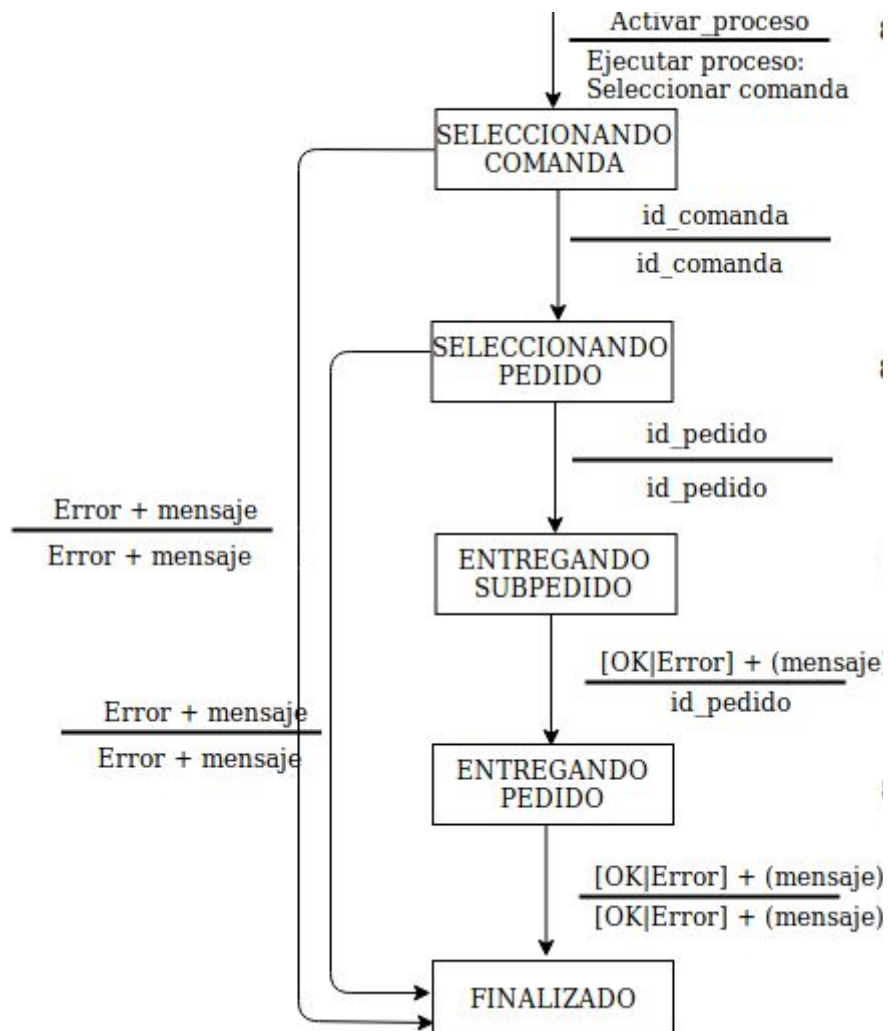 Activar_proceso
Ejecutar proceso:
Seleccionar comanda
SELECCIONANDO
COMANDA
id_comanda
id_comanda
SELECCIONANDO
PEDIDO
id_pedido
id_pedido
Error + mensaje
Error + mensaje
ENTREGANDO
SUBPEDIDO
[OK|Error] + (mensaje)
id_pedido
Error + mensaje
Error + mensaje
ENTREGANDO
PEDIDO
[OK|Error] + (mensaje)
[OK|Error] + (mensaje)
FINALIZADO